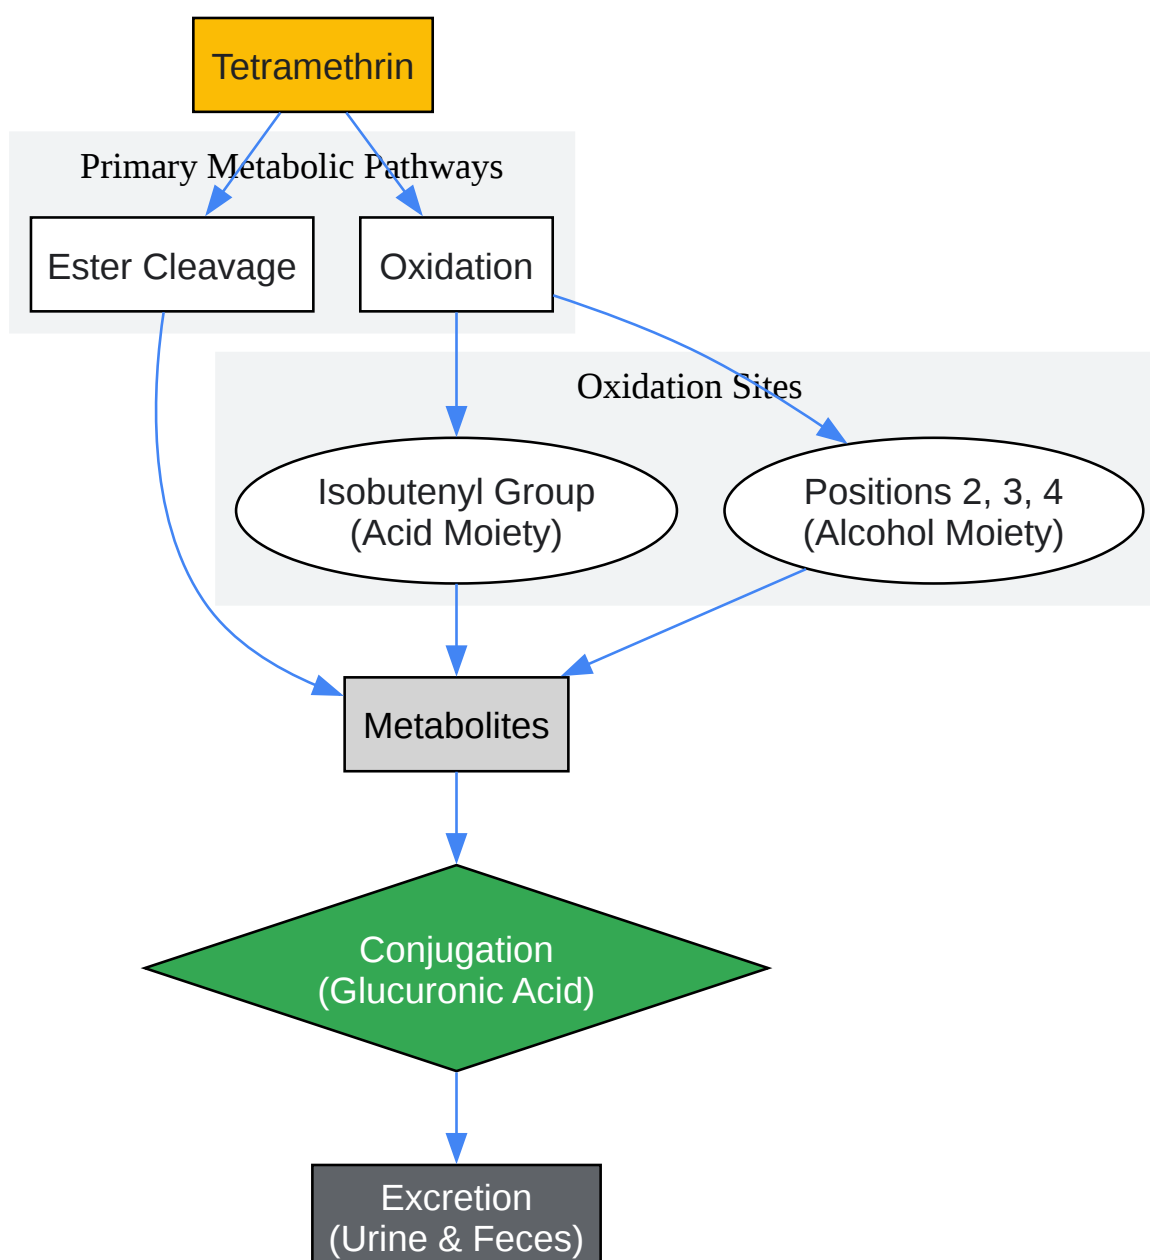 Tetramethrin
Primary Metabolic Pathways
Ester Cleavage
Oxidation
Oxidation Sites
Isobutenyl Group
(Acid Moiety)
Positions 2, 3, 4
(Alcohol Moiety)
Metabolites
Conjugation
(Glucuronic Acid)
Excretion
(Urine & Feces)